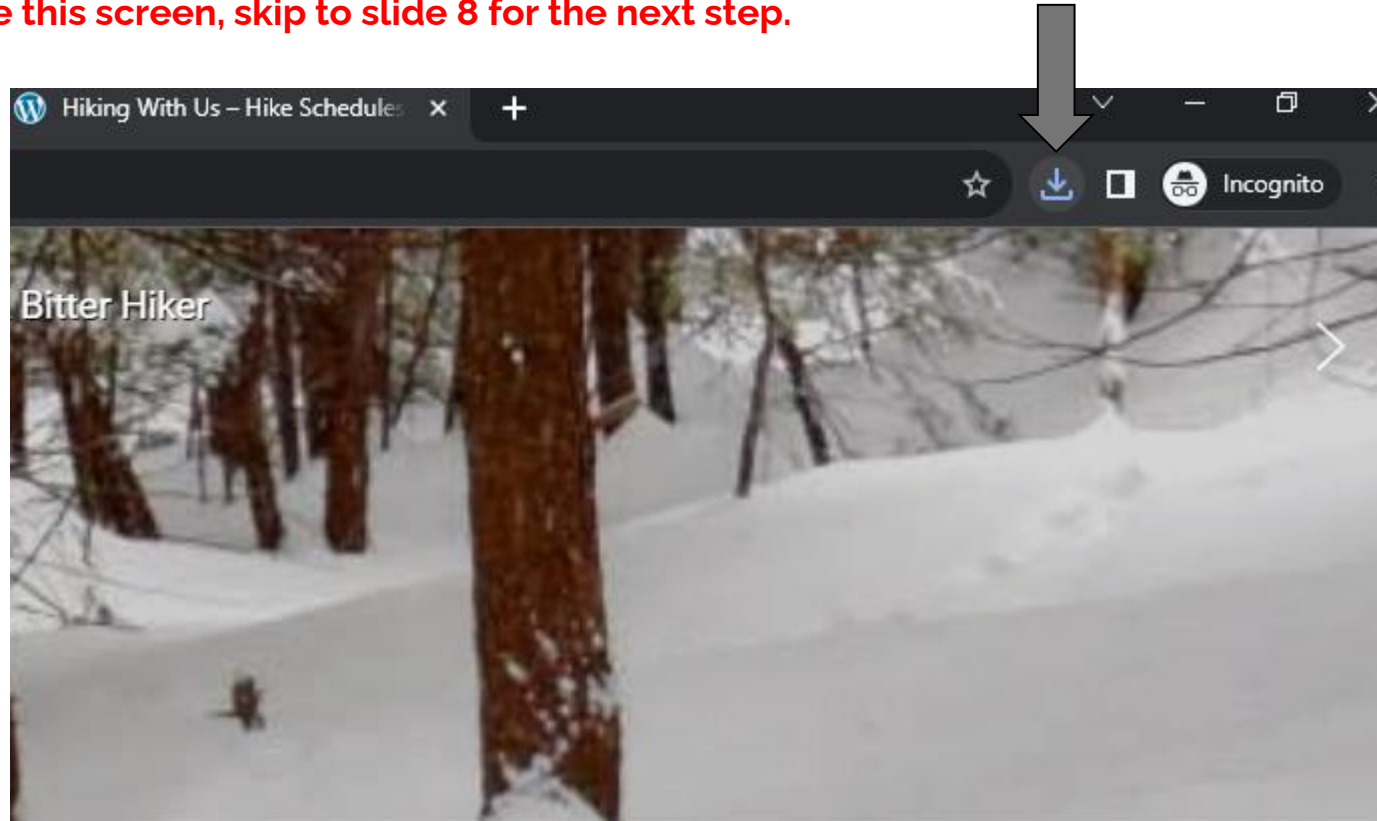 e this screen, skip to slide 8 for the next step.
Hiking With Us – Hike Schedules
Incognito
Bitter Hiker